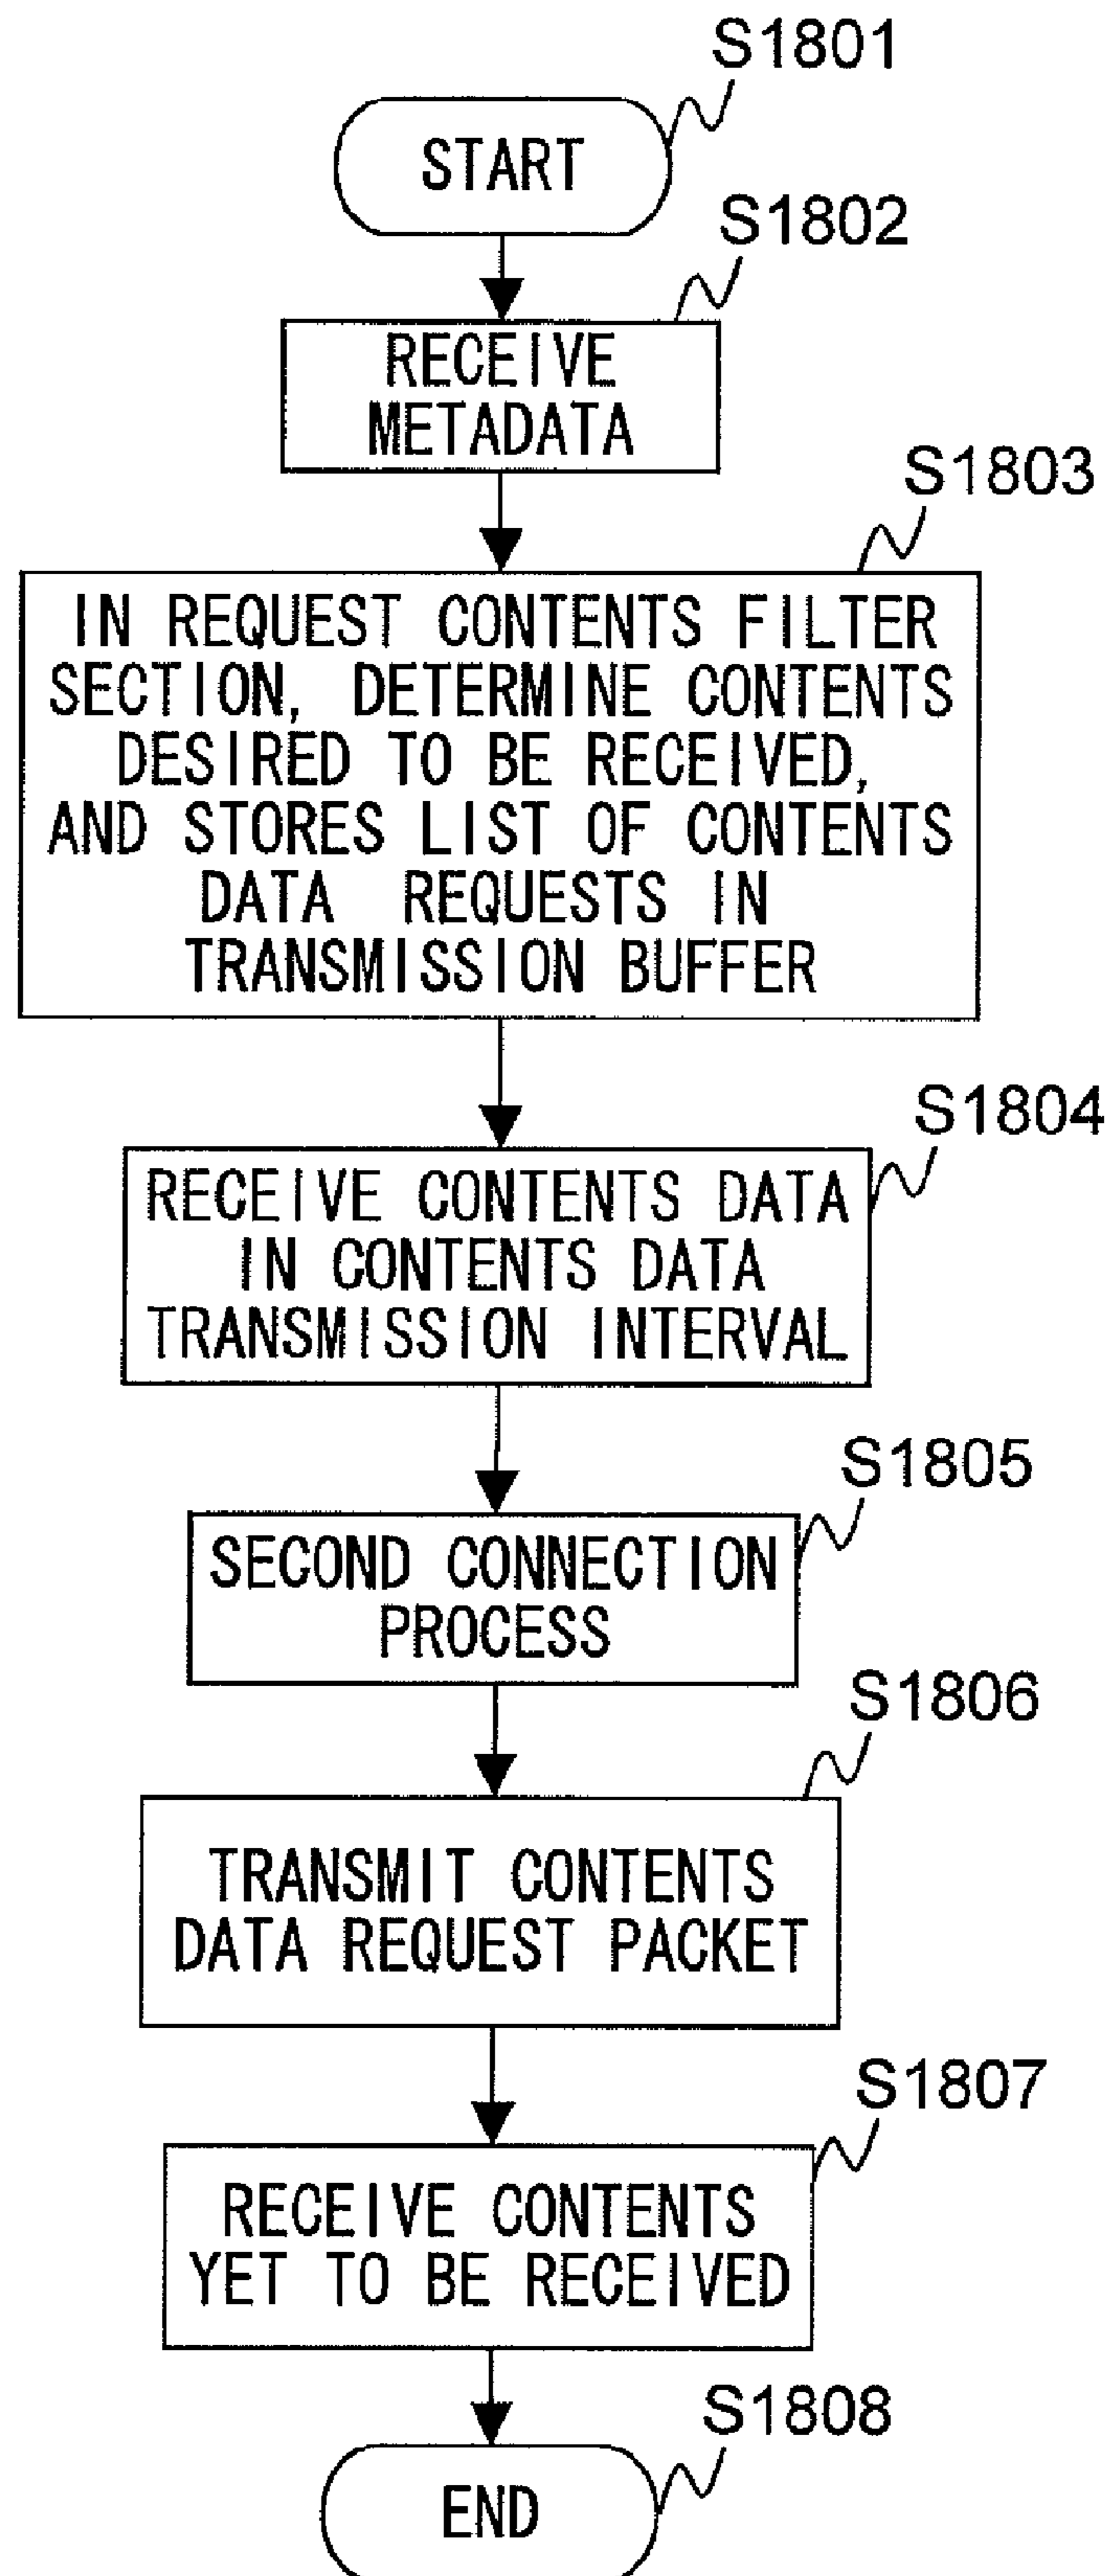 S1801
START
S1802
RECEIVE
METADATA
S1803
IN REQUEST CONTENTS FILTER
SECTION, DETERMINE CONTENTS
DESIRED TO BE RECEIVED,
AND STORES LIST OF CONTENTS
DATA REQUESTS IN
TRANSMISSION BUFFER
S1804
RECEIVE CONTENTS DATA
IN CONTENTS DATA
TRANSMISSION INTERVAL
S1805
SECOND CONNECTION
PROCESS
S1806
TRANSMIT CONTENTS
DATA REQUEST PACKET
S1807
RECEIVE CONTENTS
YET TO BE RECEIVED
S1808
END